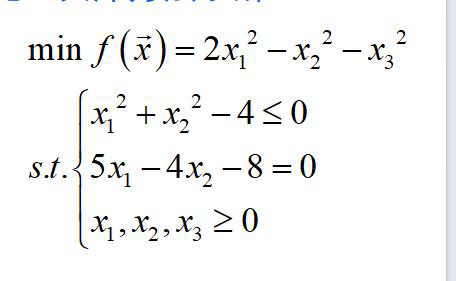 min f(x⃗) = 2x₁² − x₂² − x₃²
x₁² + x₂² − 4 ≤ 0
s.t. { 5x₁ − 4x₂ − 8 = 0
x₁, x₂, x₃ ≥ 0